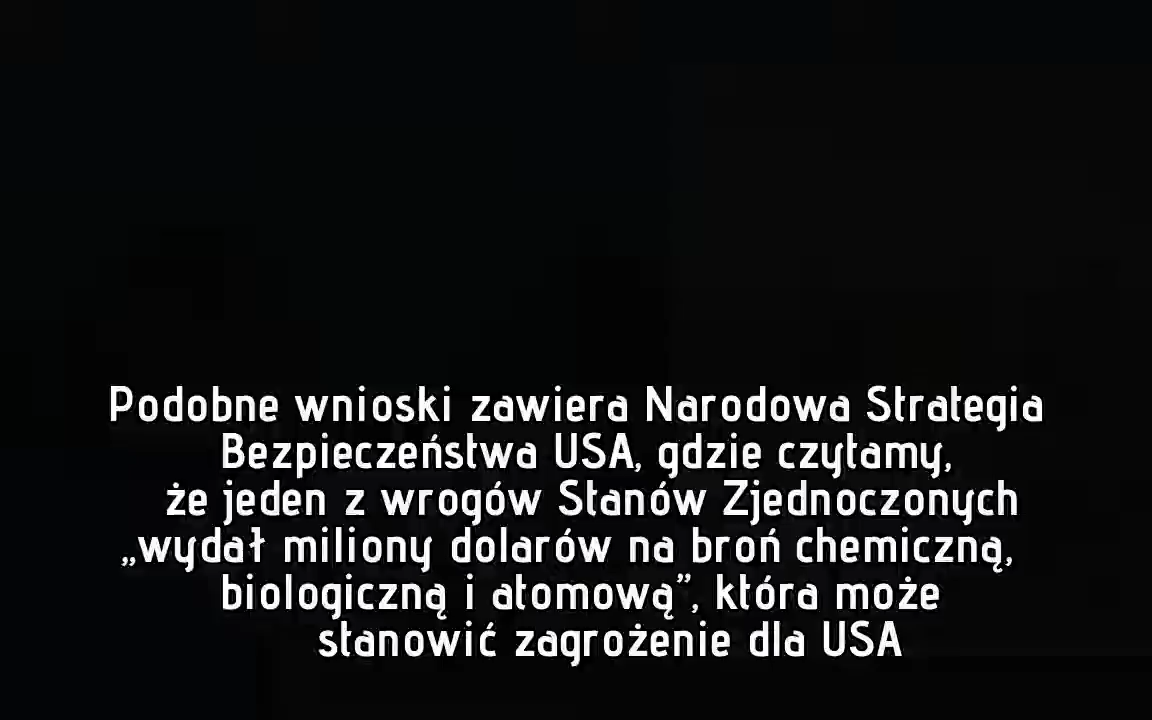 Podobne wnioski zawiera Narodowa Strategia
Bezpieczeństwa USA, gdzie czytamy,
że jeden z wrogów Stanów Zjednoczonych
„wydał miliony dolarów na broń chemiczną,
biologiczną i atomową”, która może
stanowić zagrożenie dla USA